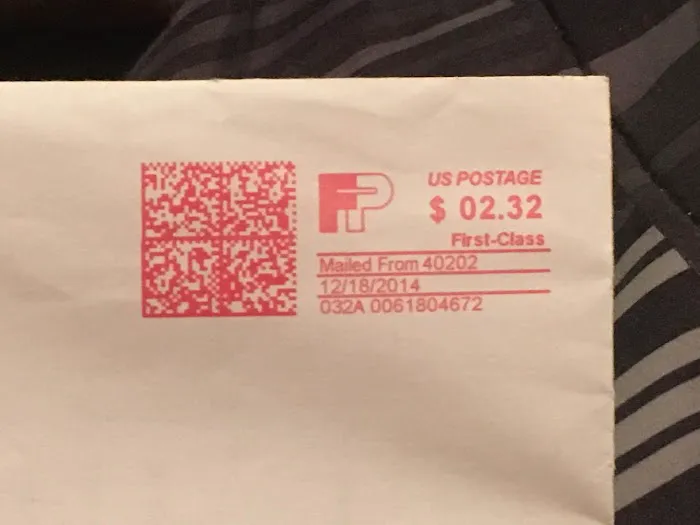 FP
US POSTAGE
$ 02.32
First-Class
Mailed From 40202
12/18/2014
032A 0061804672